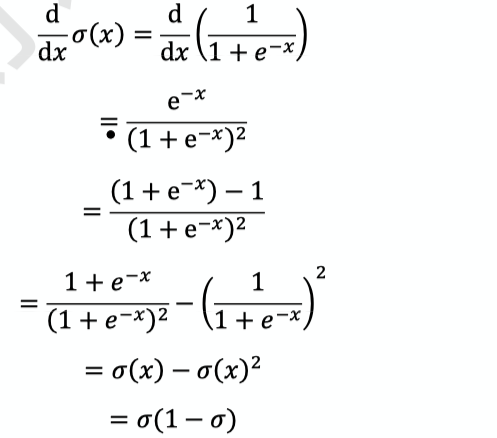 d/dx σ(x) = d/dx (1/(1 + e⁻ˣ))
= e⁻ˣ/(1 + e⁻ˣ)²
= ((1 + e⁻ˣ) − 1)/(1 + e⁻ˣ)²
= (1 + e⁻ˣ)/(1 + e⁻ˣ)² − (1/(1 + e⁻ˣ))²
= σ(x) − σ(x)²
= σ(1 − σ)